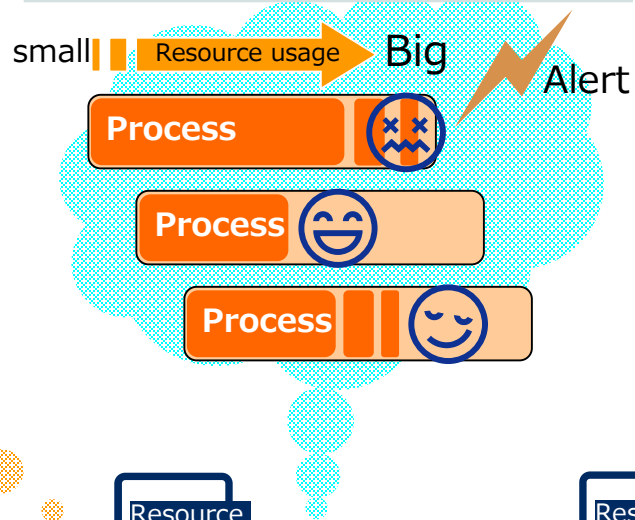 small
Resource usage
Big
Alert
Process
Process
Process
Resource